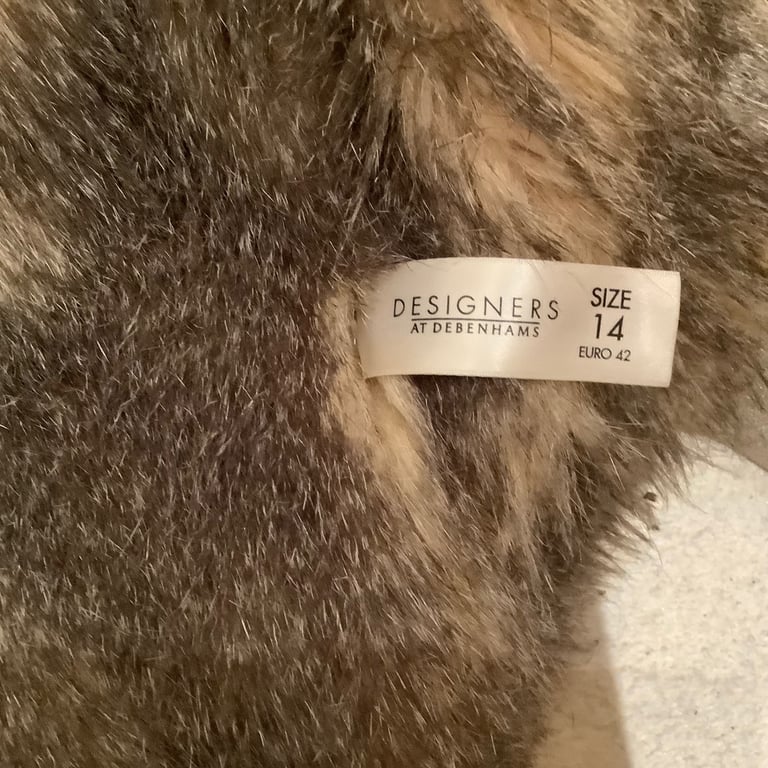 DESIGNERS
AT DEBENHAMS
SIZE
14
EURO 42